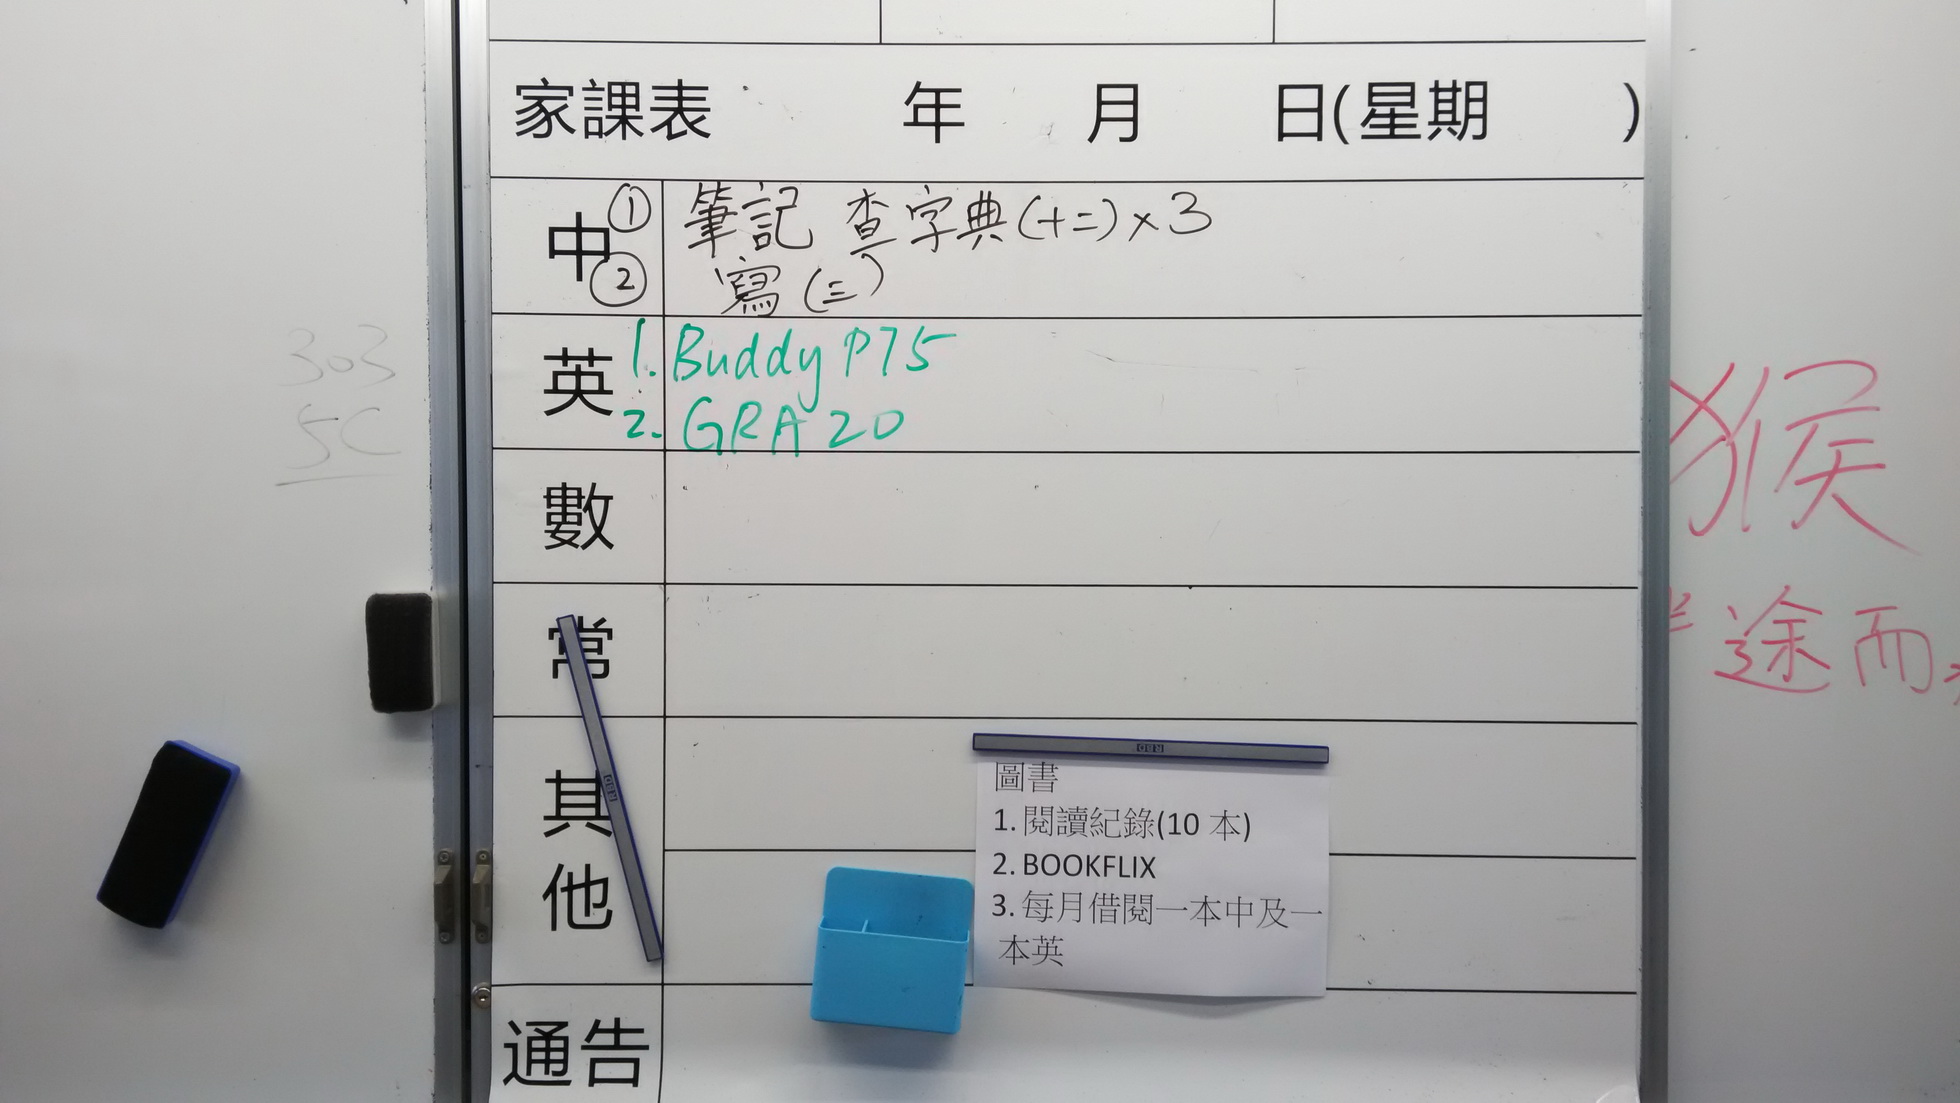 家課表 年 月 日(星期 )
中 ① 筆記 查字典(十二)×3
② 寫(三)
英 1. Buddy P75
2. GRA 20
數
常
其他
圖書
1. 閱讀紀錄(10 本)
2. BOOKFLIX
3. 每月借閱一本中及一
本英
通告
303
5C
猴
半途而